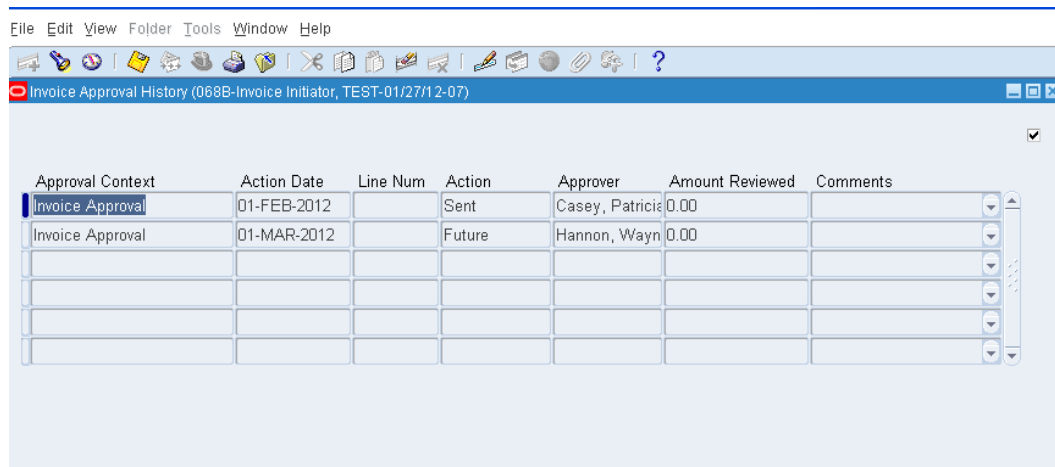 File Edit View Folder Tools Window Help
?
Invoice Approval History (068B-Invoice Initiator, TEST-01/27/12-07)
Approval Context Action Date Line Num Action Approver Amount Reviewed Comments
Invoice Approval 01-FEB-2012 Sent Casey, Patricia 0.00
Invoice Approval 01-MAR-2012 Future Hannon, Wayn 0.00